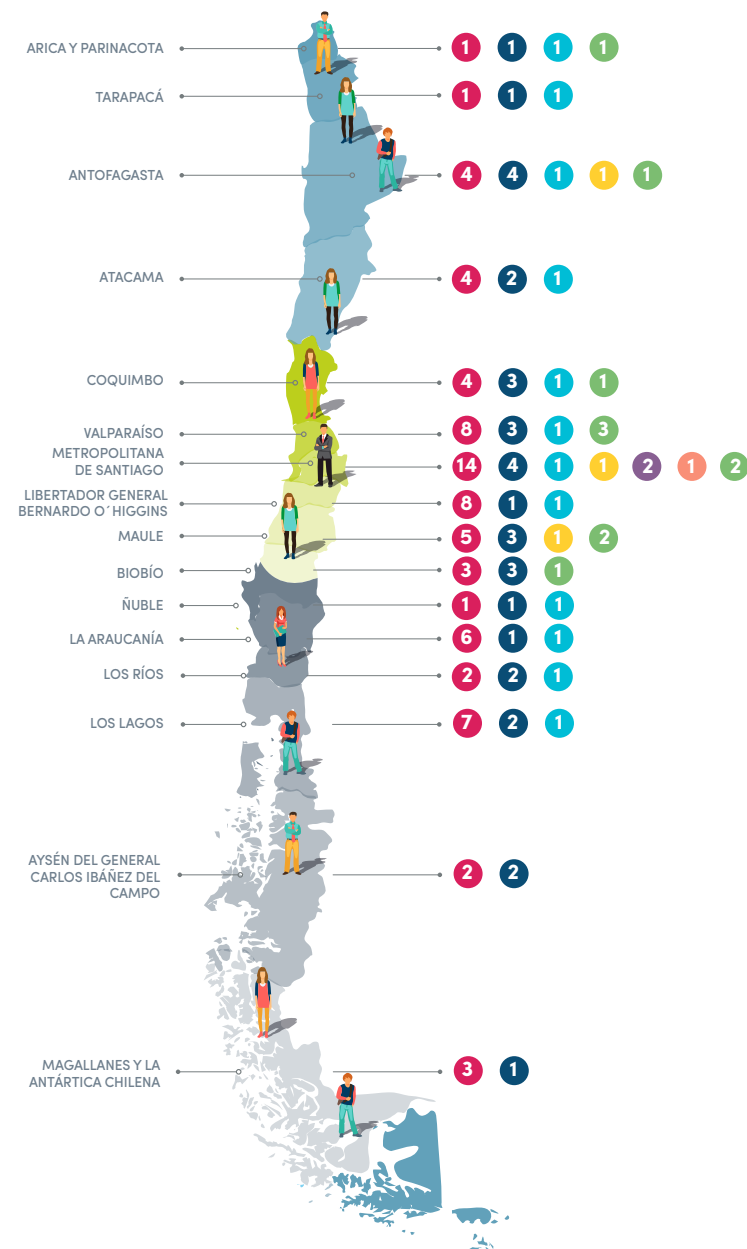 ARICA Y PARINACOTA 1 1 1 1
TARAPACÁ 1 1 1
ANTOFAGASTA 4 4 1 1 1
ATACAMA 4 2 1
COQUIMBO 4 3 1 1
VALPARAÍSO 8 3 1 3
METROPOLITANA
DE SANTIAGO 14 4 1 1 2 1 2
LIBERTADOR GENERAL
BERNARDO O´HIGGINS 8 1 1
MAULE 5 3 1 2
BIOBÍO 3 3 1
ÑUBLE 1 1 1
LA ARAUCANÍA 6 1 1
LOS RÍOS 2 2 1
LOS LAGOS 7 2 1
AYSÉN DEL GENERAL
CARLOS IBÁÑEZ DEL 2 2
CAMPO
MAGALLANES Y LA 3 1
ANTÁRTICA CHILENA